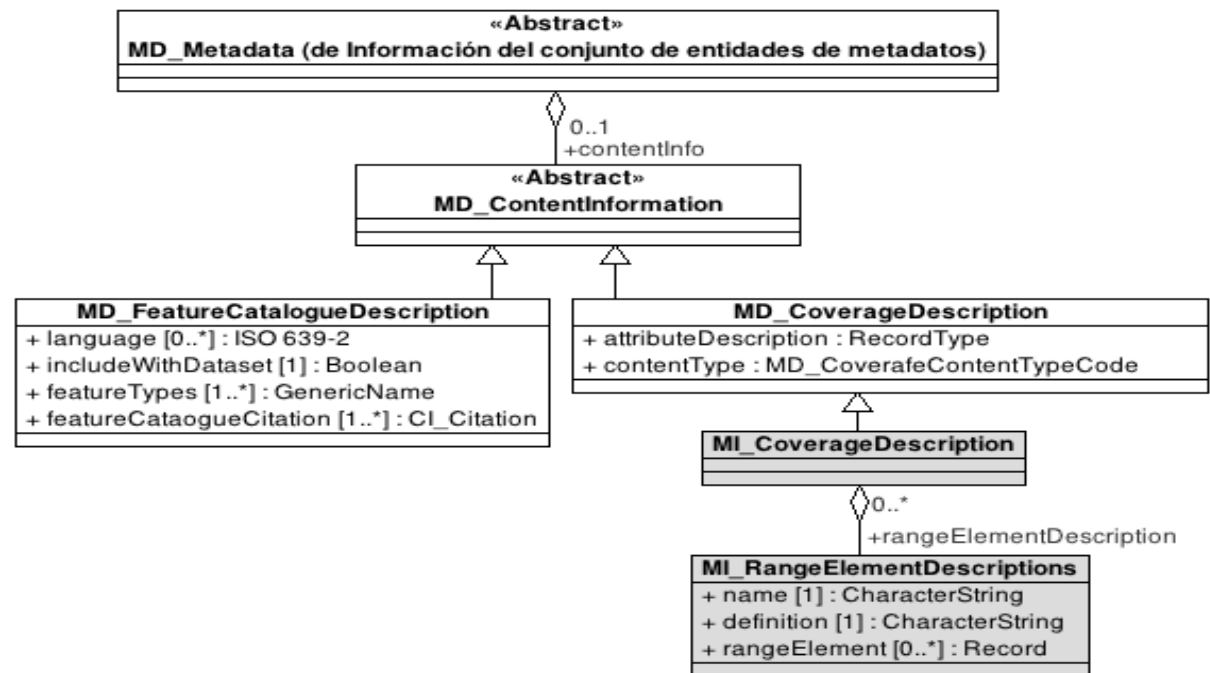 «Abstract»
MD_Metadata (de Información del conjunto de entidades de metadatos)
0..1
+contentInfo
«Abstract»
MD_ContentInformation
MD_FeatureCatalogueDescription
+ language [0..*] : ISO 639-2
+ includeWithDataset [1] : Boolean
+ featureTypes [1..*] : GenericName
+ featureCataogueCitation [1..*] : CI_Citation
MD_CoverageDescription
+ attributeDescription : RecordType
+ contentType : MD_CoverafeContentTypeCode
MI_CoverageDescription
0..*
+rangeElementDescription
MI_RangeElementDescriptions
+ name [1] : CharacterString
+ definition [1] : CharacterString
+ rangeElement [0..*] : Record